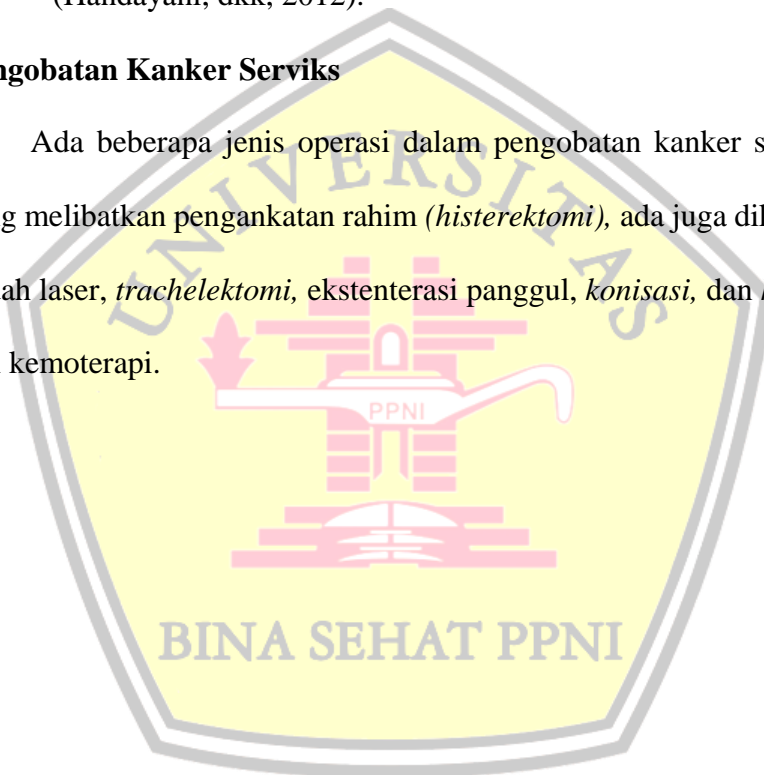 (Handayani, dkk, 2012).
ngobatan Kanker Serviks
Ada beberapa jenis operasi dalam pengobatan kanker s
g melibatkan pengankatan rahim (histerektomi), ada juga dil
ah laser, trachelektomi, ekstenterasi panggul, konisasi, dan
kemoterapi.
UNIVERSITAS
PPNI
BINA SEHAT PPNI